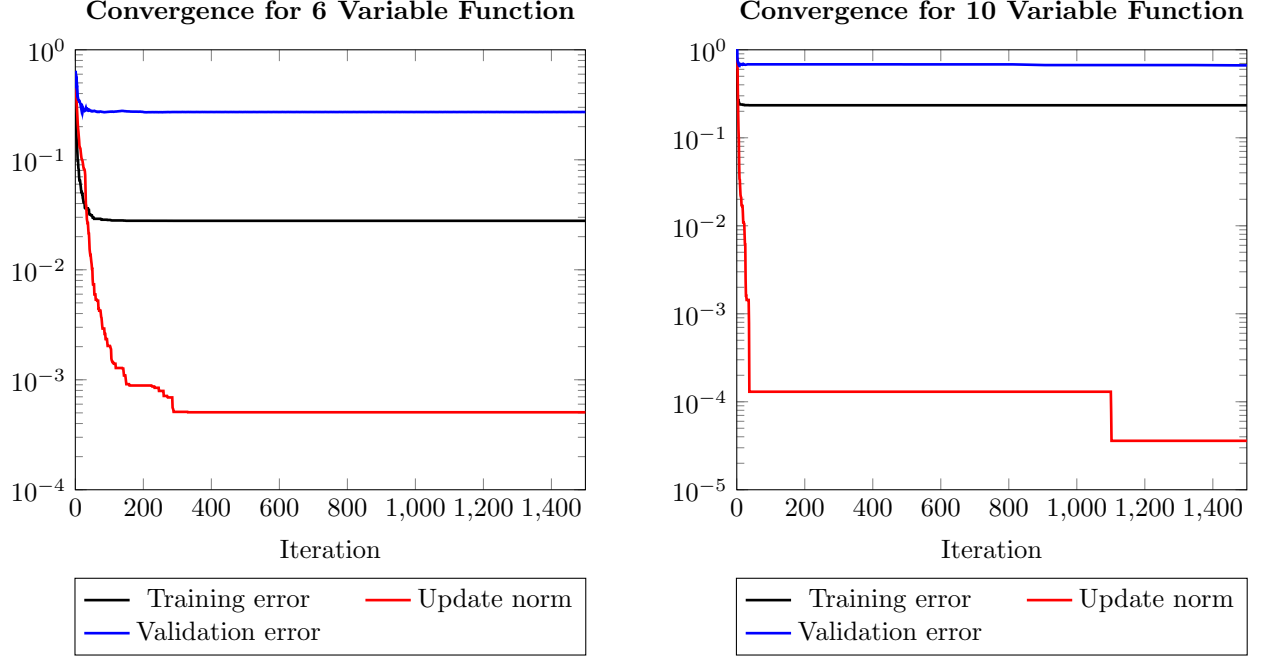 Convergence for 6 Variable Function
10^0
10^-1
10^-2
10^-3
10^-4
0 200 400 600 800 1,000 1,200 1,400
Iteration
Training error Update norm
Validation error
Convergence for 10 Variable Function
10^0
10^-1
10^-2
10^-3
10^-4
10^-5
0 200 400 600 800 1,000 1,200 1,400
Iteration
Training error Update norm
Validation error